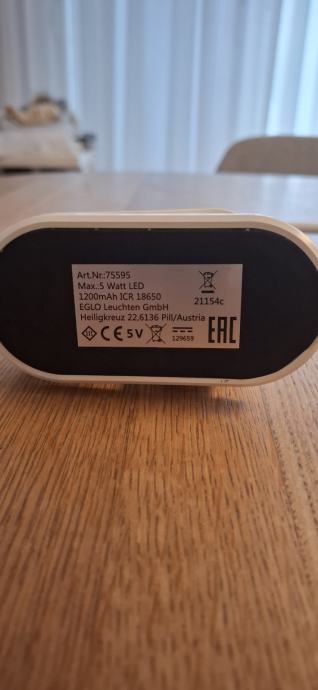 Art.Nr.:75595
Max.:5 Watt LED
1200mAh ICR 18650
EGLO Leuchten GmbH
Heiligkreuz 22,6136 Pill/Austria
21154c
III CE 5V
129659
EAC